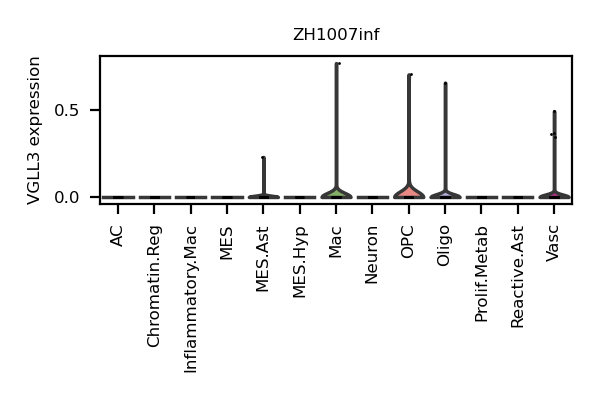 ZH1007inf
VGLL3 expression
0.5
0.0
AC
Chromatin.Reg
Inflammatory.Mac
MES
MES.Ast
MES.Hyp
Mac
Neuron
OPC
Oligo
Prolif.Metab
Reactive.Ast
Vasc